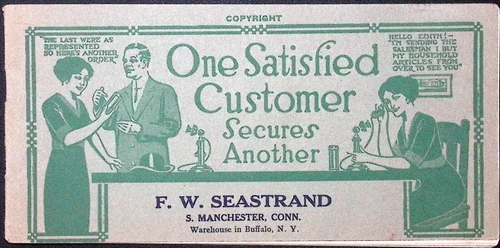 COPYRIGHT
"THE LAST WERE AS
REPRESENTED
SO HERE'S ANOTHER
ORDER"
HELLO EDITH!-
"I'M SENDING THE
SALESMAN I BUY
MY HOUSEHOLD
ARTICLES FROM
OVER TO SEE YOU"
One Satisfied
Customer
Secures
Another
F. W. SEASTRAND
S. MANCHESTER, CONN.
Warehouse in Buffalo, N. Y.